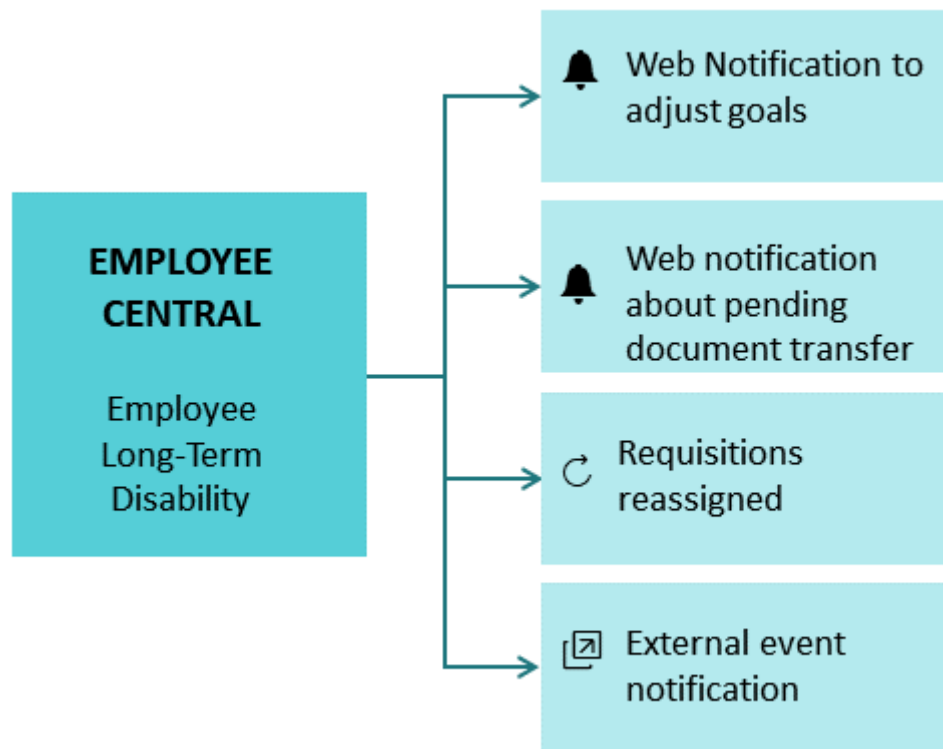 EMPLOYEE
CENTRAL
Employee
Long-Term
Disability
Web Notification to
adjust goals
Web notification
about pending
document transfer
Requisitions
reassigned
External event
notification